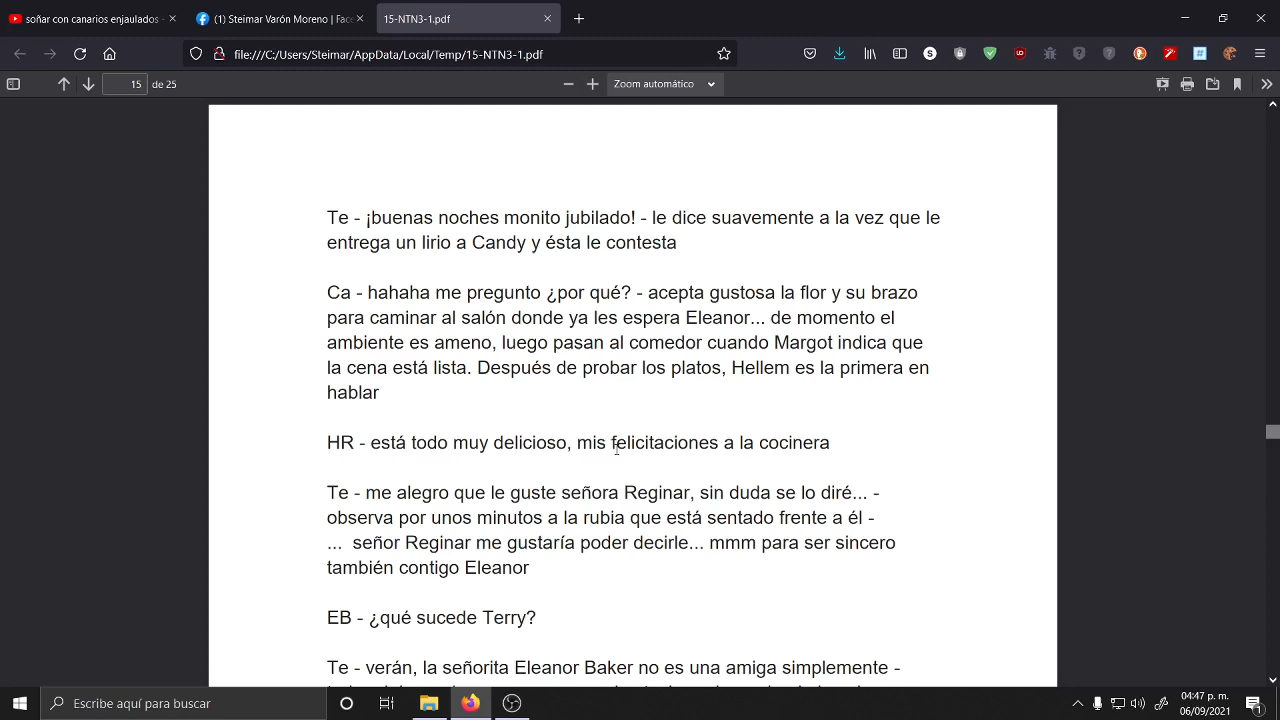 soñar con canarios enjaulados -
(1) Steimar Varón Moreno | Face
15-NTN3-1.pdf
file:///C:/Users/Steimar/AppData/Local/Temp/15-NTN3-1.pdf
15 de 25
Zoom automático
Te - ¡buenas noches monito jubilado! - le dice suavemente a la vez que le
entrega un lirio a Candy y ésta le contesta
Ca - hahaha me pregunto ¿por qué? - acepta gustosa la flor y su brazo
para caminar al salón donde ya les espera Eleanor... de momento el
ambiente es ameno, luego pasan al comedor cuando Margot indica que
la cena está lista. Después de probar los platos, Hellem es la primera en
hablar
HR - está todo muy delicioso, mis felicitaciones a la cocinera
Te - me alegro que le guste señora Reginar, sin duda se lo diré... -
observa por unos minutos a la rubia que está sentado frente a él -
... señor Reginar me gustaría poder decirle... mmm para ser sincero
también contigo Eleanor
EB - ¿qué sucede Terry?
Te - verán, la señorita Eleanor Baker no es una amiga simplemente -
Escribe aquí para buscar
04:47 p. m.
06/09/2021